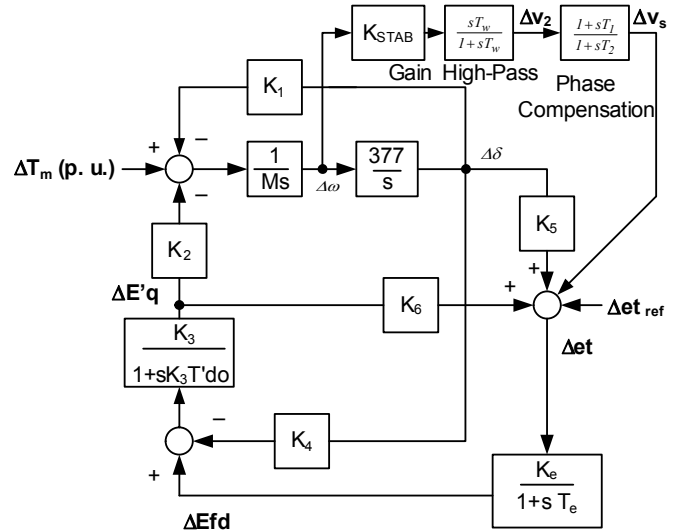 K_STAB
sT_w
1+sT_w
Δv_2
1+sT_1
1+sT_2
Δv_s
Gain High-Pass Phase
Compensation
K_1
+ −
ΔT_m (p. u.)
−
1
Ms
Δω
377
s
Δδ
K_5
K_2
+
+
ΔE'q
K_6
Δet_ref
K_3
1+sK_3T'do
Δet
−
K_4
+
K_e
1+s T_e
ΔEfd